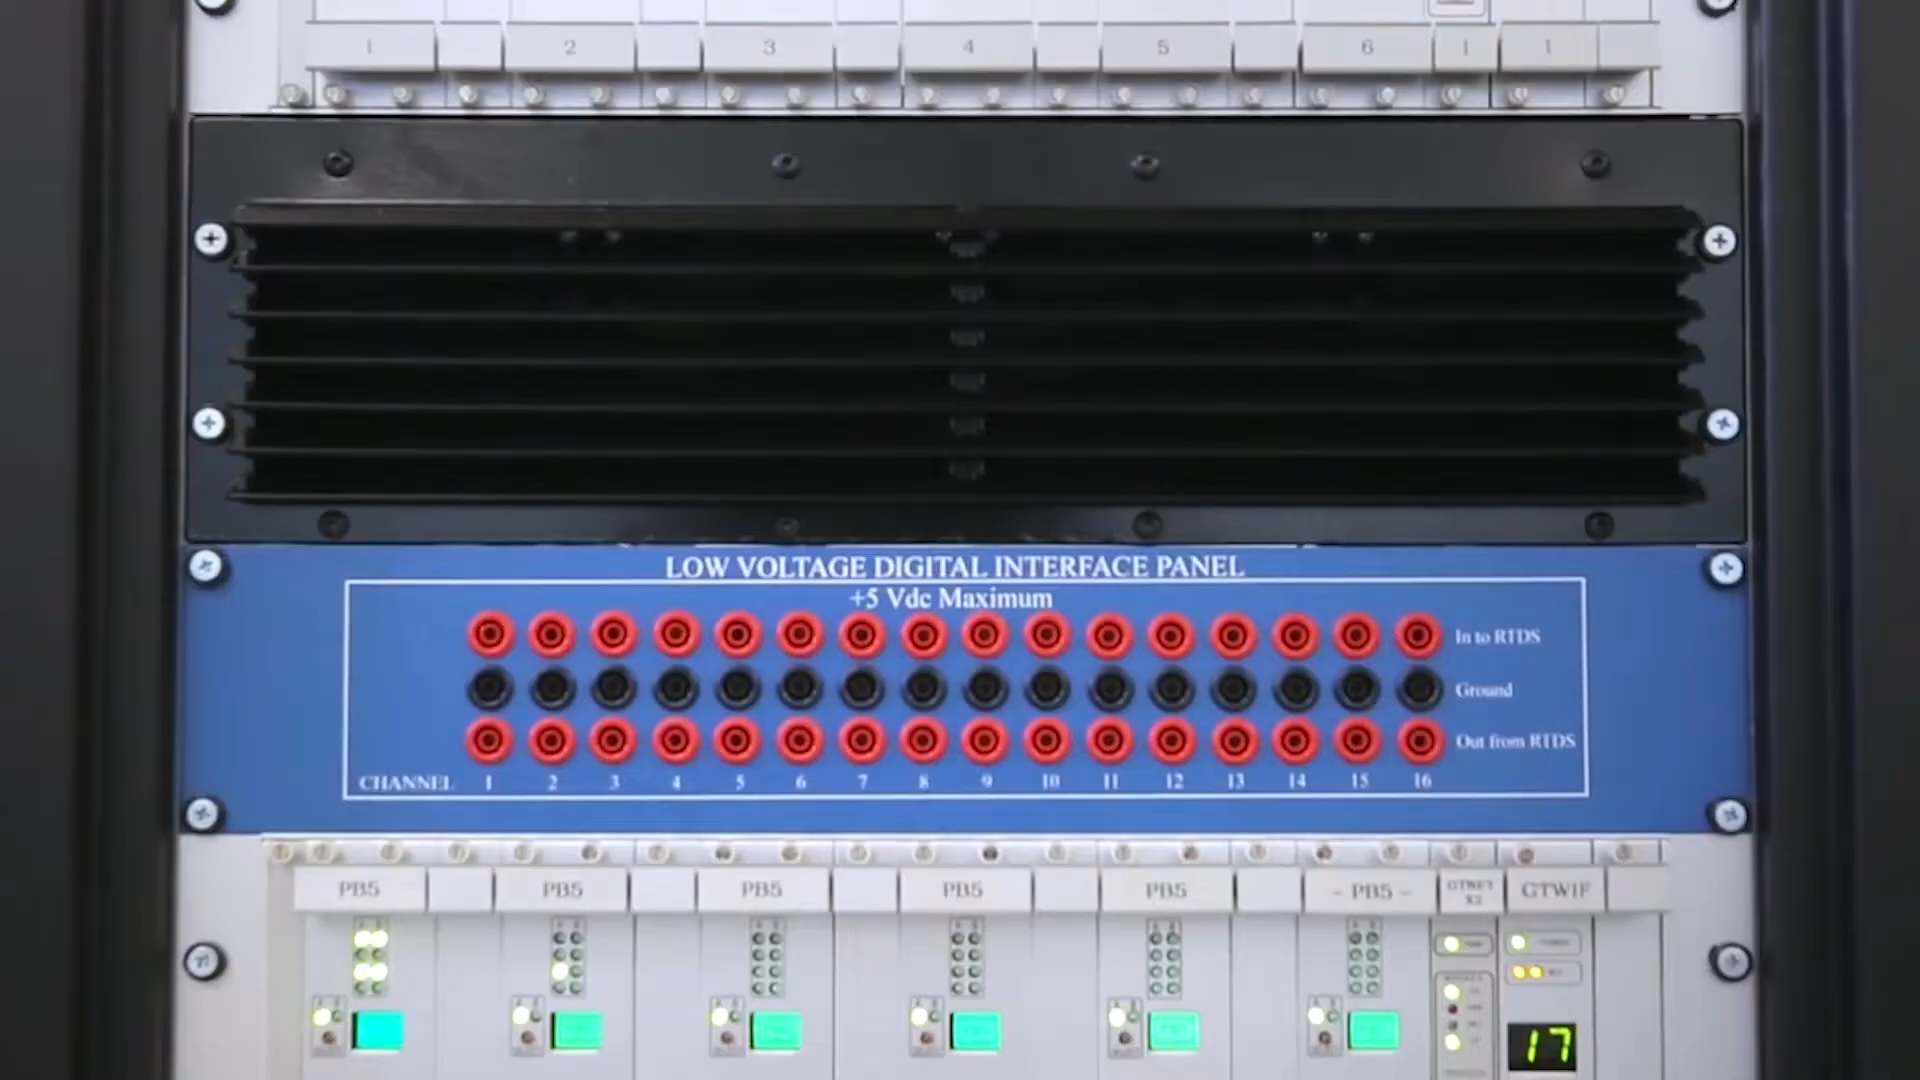 1 2 3 4 5 6 1 1
LOW VOLTAGE DIGITAL INTERFACE PANEL
+5 Vdc Maximum
In to RTDS
Ground
Out from RTDS
CHANNEL 1 2 3 4 5 6 7 8 9 10 11 12 13 14 15 16
PB5 PB5 PB5 PB5 PB5 - PB5 - GTWIF
17